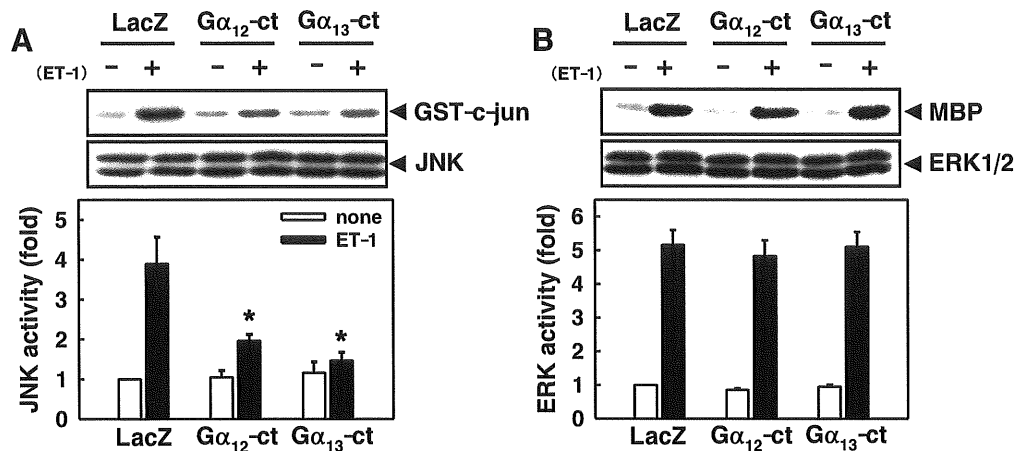 A
LacZ Gα12-ct Gα13-ct
(ET-1) - + - + - +
GST-c-jun
JNK
JNK activity (fold)
5
4
3
2
1
0
none
ET-1
* *
LacZ Gα12-ct Gα13-ct
B
LacZ Gα12-ct Gα13-ct
(ET-1) - + - + - +
MBP
ERK1/2
ERK activity (fold)
6
5
4
3
2
1
0
LacZ Gα12-ct Gα13-ct